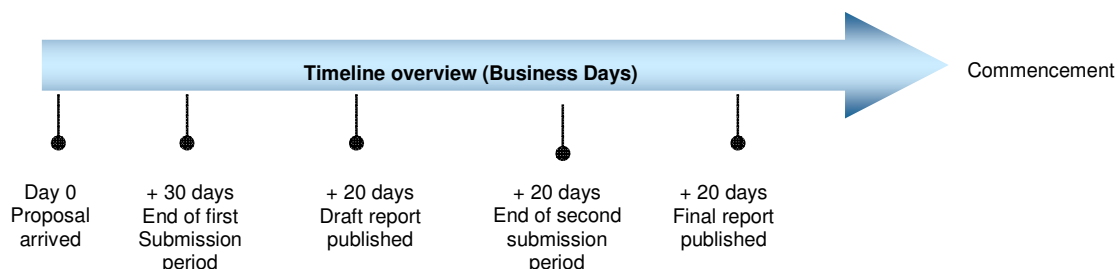 Timeline overview (Business Days)
Commencement
Day 0
Proposal
arrived
+ 30 days
End of first
Submission
period
+ 20 days
Draft report
published
+ 20 days
End of second
submission
period
+ 20 days
Final report
published